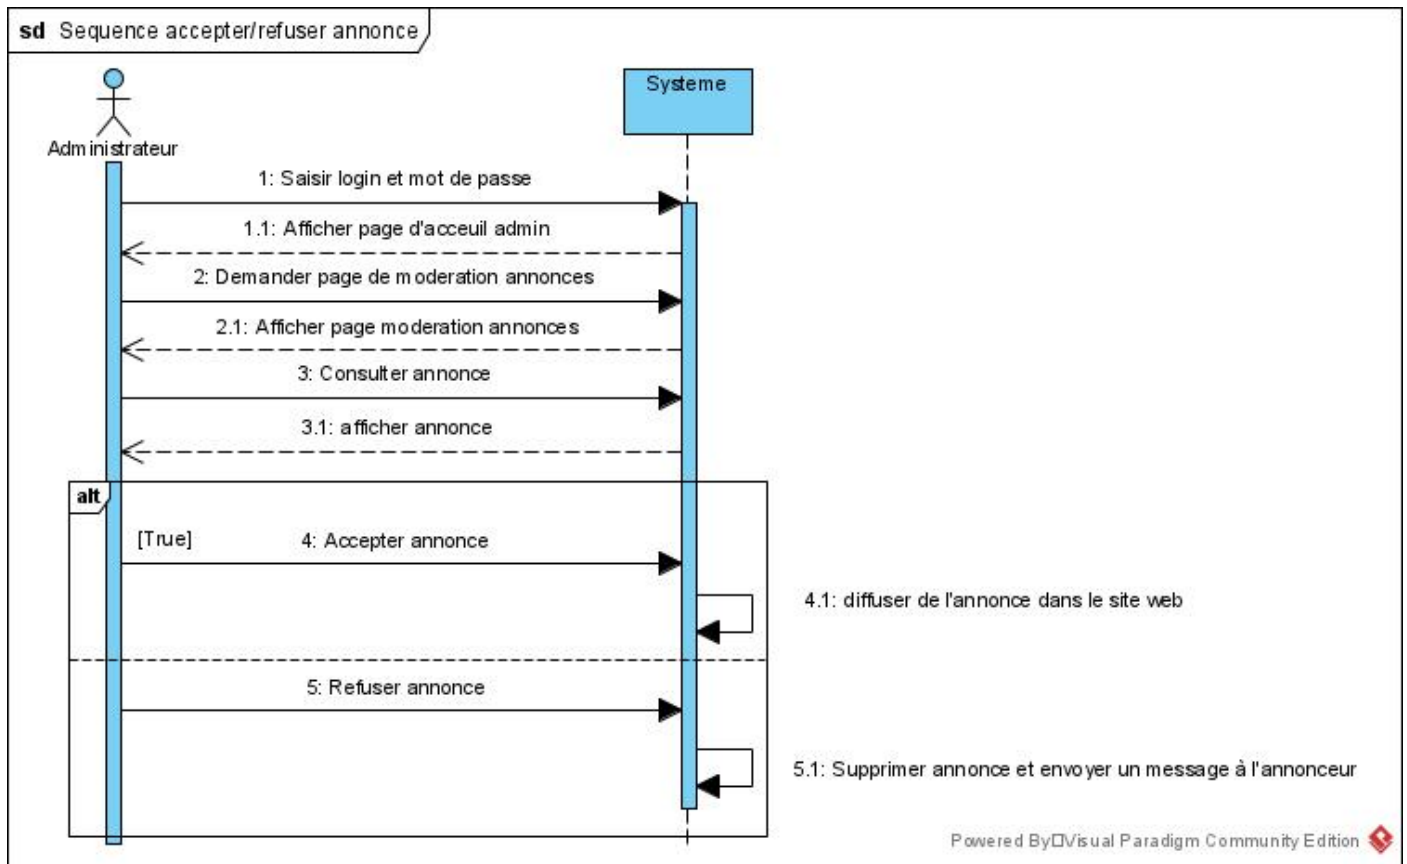 sd Sequence accepter/refuser annonce
Systeme
Administrateur
1: Saisir login et mot de passe
1.1: Afficher page d'acceuil admin
2: Demander page de moderation annonces
2.1: Afficher page moderation annonces
3: Consulter annonce
3.1: afficher annonce
alt
[True]
4: Accepter annonce
4.1: diffuser de l'annonce dans le site web
5: Refuser annonce
5.1: Supprimer annonce et envoyer un message à l'annonceur
Powered By□Visual Paradigm Community Edition